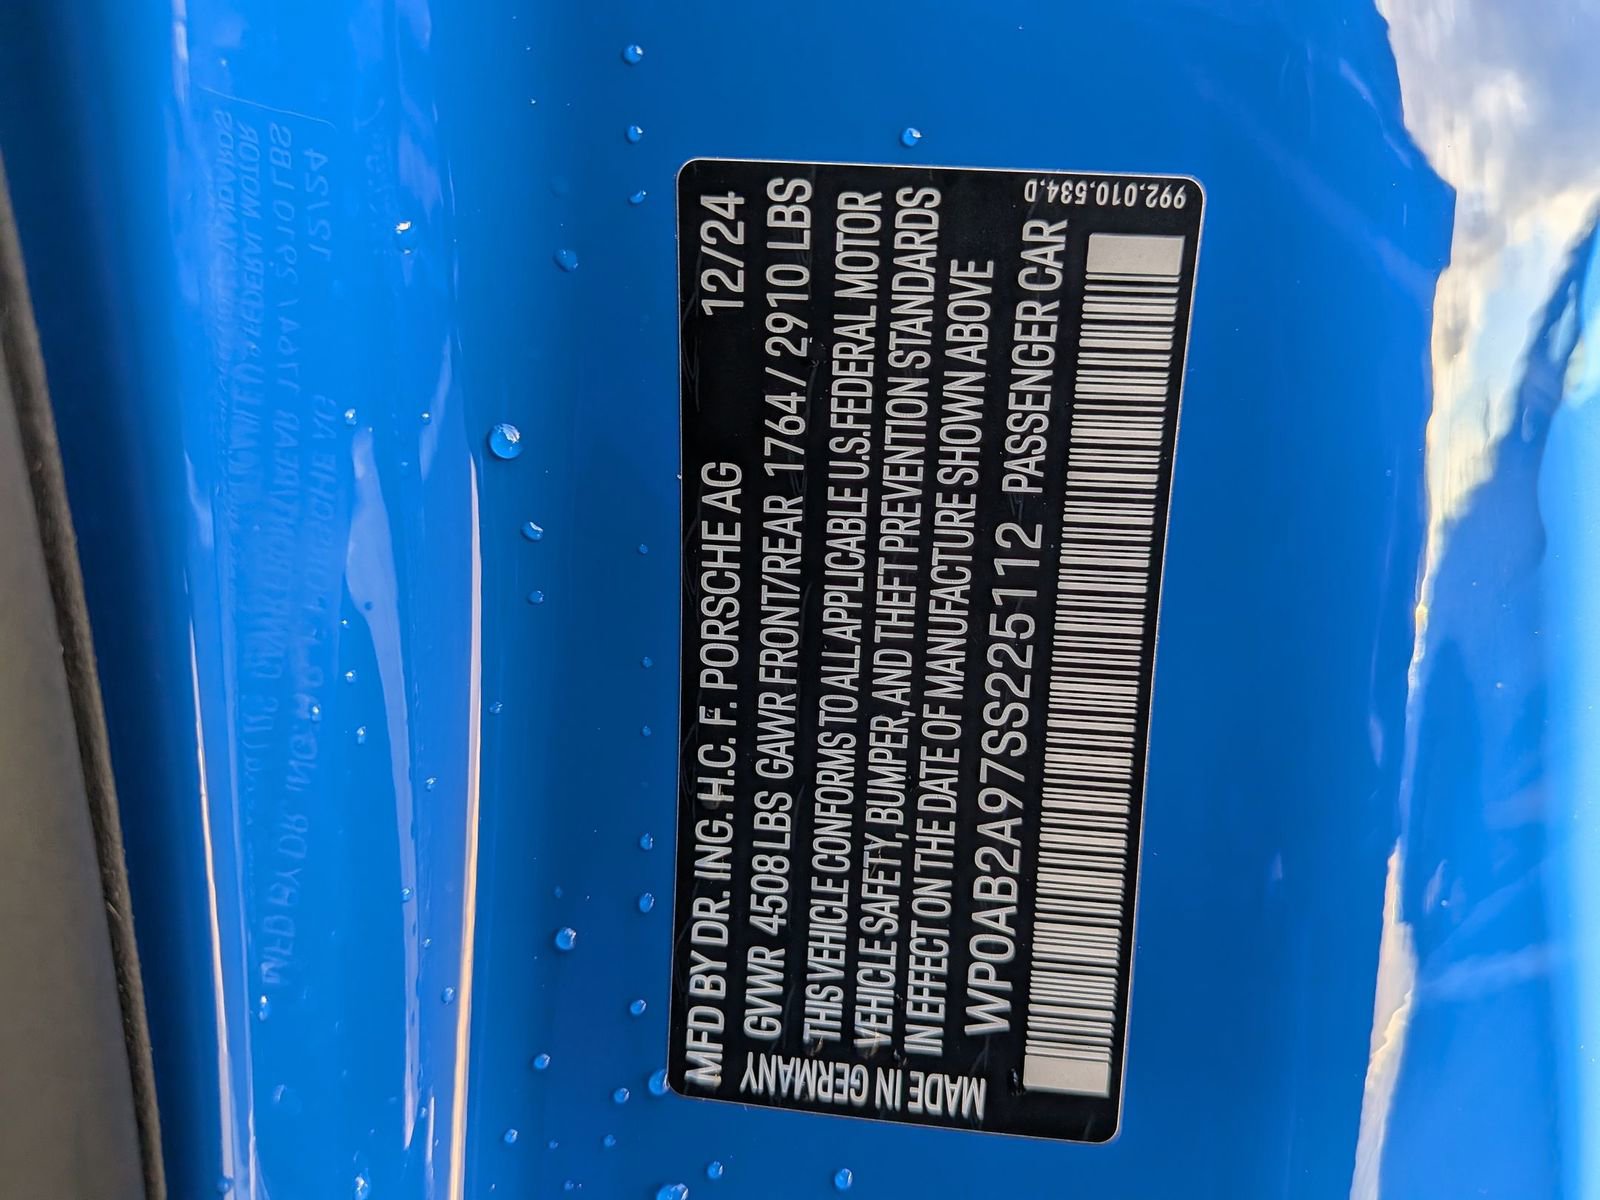 MFD BY DR. ING. H.C. F. PORSCHE AG 12/24
GVWR 4508 LBS GAWR FRONT/REAR 1764 / 2910 LBS
THIS VEHICLE CONFORMS TO ALL APPLICABLE U.S.FEDERAL MOTOR
VEHICLE SAFETY, BUMPER, AND THEFT PREVENTION STANDARDS
IN EFFECT ON THE DATE OF MANUFACTURE SHOWN ABOVE
WP0AB2A97SS225112 PASSENGER CAR
MADE IN GERMANY
992.010.534.D